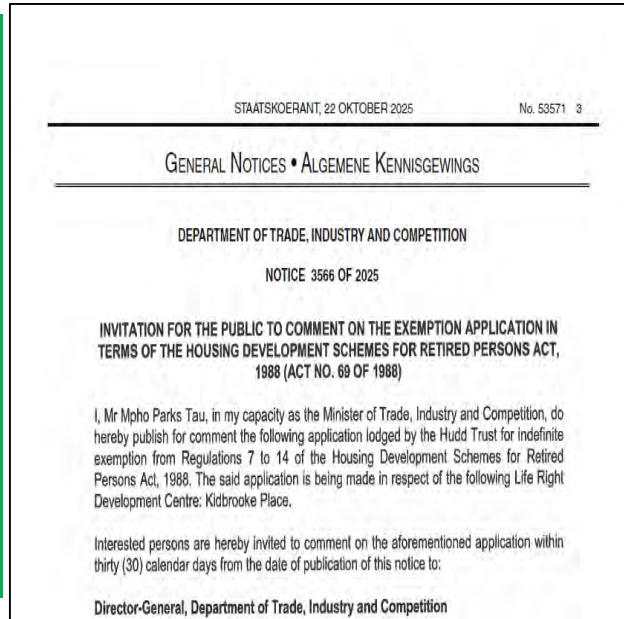 STAATSKOERANT, 22 OKTOBER 2025 No. 53571 3
GENERAL NOTICES • ALGEMENE KENNISGEWINGS
DEPARTMENT OF TRADE, INDUSTRY AND COMPETITION
NOTICE 3566 OF 2025
INVITATION FOR THE PUBLIC TO COMMENT ON THE EXEMPTION APPLICATION IN
TERMS OF THE HOUSING DEVELOPMENT SCHEMES FOR RETIRED PERSONS ACT,
1988 (ACT NO. 69 OF 1988)
I, Mr Mpho Parks Tau, in my capacity as the Minister of Trade, Industry and Competition, do
hereby publish for comment the following application lodged by the Hudd Trust for indefinite
exemption from Regulations 7 to 14 of the Housing Development Schemes for Retired
Persons Act, 1988. The said application is being made in respect of the following Life Right
Development Centre: Kidbrooke Place.
Interested persons are hereby invited to comment on the aforementioned application within
thirty (30) calendar days from the date of publication of this notice to:
Director-General, Department of Trade, Industry and Competition